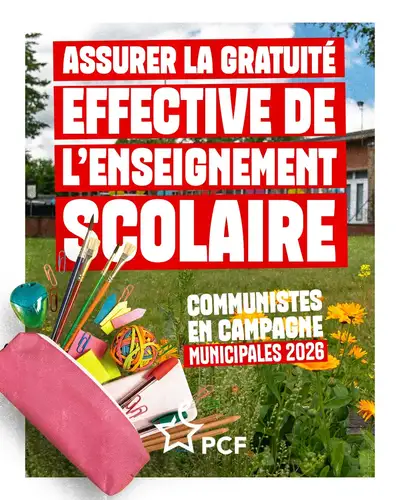 ASSURER LA GRATUITÉ
EFFECTIVE DE
L'ENSEIGNEMENT
SCOLAIRE
COMMUNISTES
EN CAMPAGNE
MUNICIPALES 2026
PCF